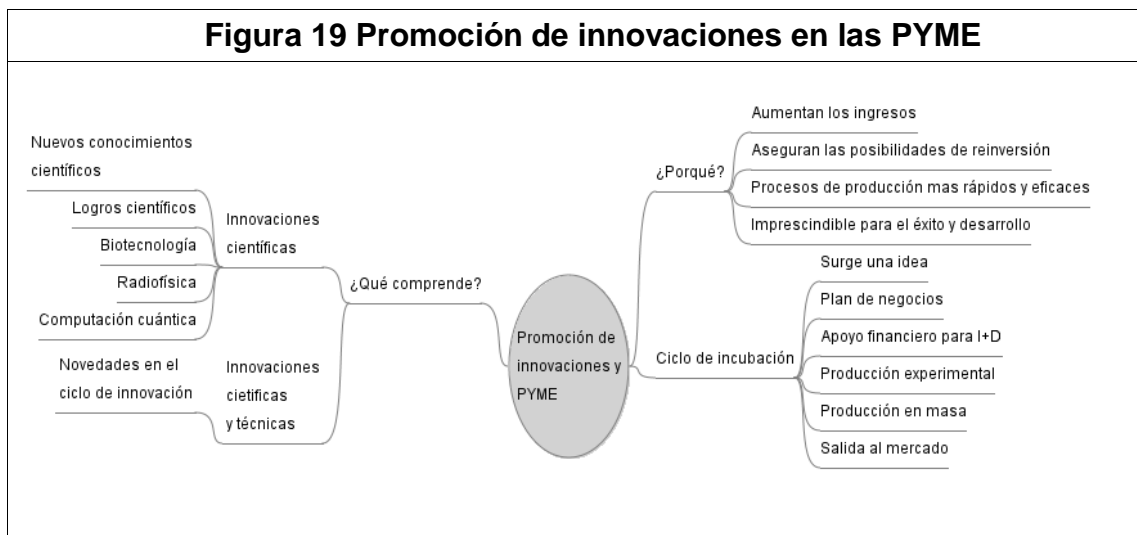 Figura 19 Promoción de innovaciones en las PYME
Nuevos conocimientos
científicos
Logros científicos
Biotecnología
Radiofísica
Computación cuántica
Innovaciones
científicas
Novedades en el
ciclo de innovación
Innovaciones
cietificas
y técnicas
¿Qué comprende?
Promoción de
innovaciones y
PYME
¿Porqué?
Aumentan los ingresos
Aseguran las posibilidades de reinversión
Procesos de producción mas rápidos y eficaces
Imprescindible para el éxito y desarrollo
Ciclo de incubación
Surge una idea
Plan de negocios
Apoyo financiero para I+D
Producción experimental
Producción en masa
Salida al mercado